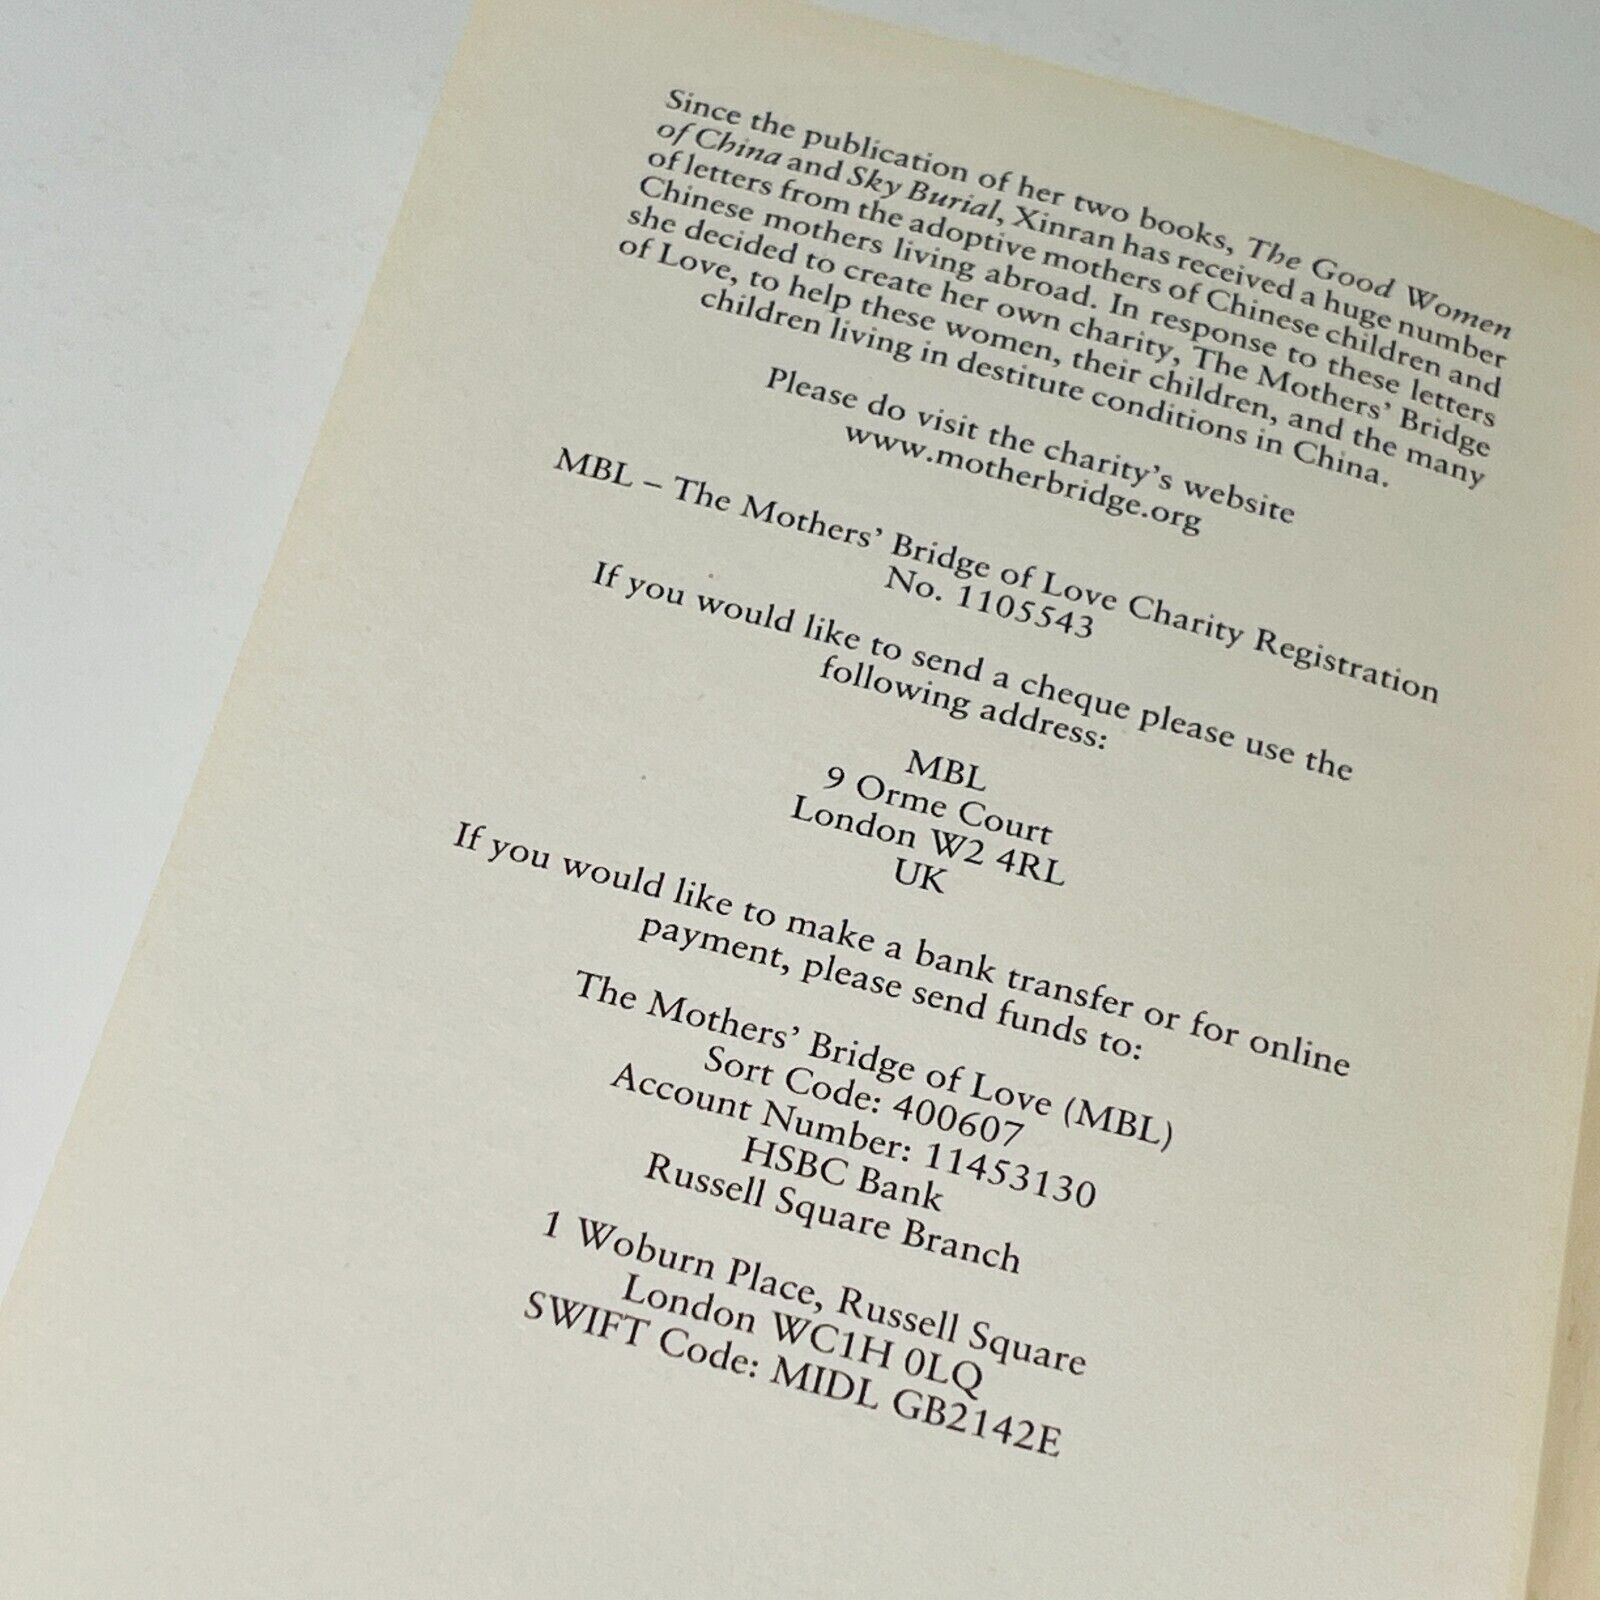 Since the publication of her two books, The Good Women
of China and Sky Burial, Xinran has received a huge number
of letters from the adoptive mothers of Chinese children and
Chinese mothers living abroad. In response to these letters
she decided to create her own charity, The Mothers' Bridge
of Love, to help these women, their children, and the many
children living in destitute conditions in China.
Please do visit the charity's website
www.motherbridge.org
MBL – The Mothers' Bridge of Love Charity Registration
No. 1105543
If you would like to send a cheque please use the
following address:
MBL
9 Orme Court
London W2 4RL
UK
If you would like to make a bank transfer or for online
payment, please send funds to:
The Mothers' Bridge of Love (MBL)
Sort Code: 400607
Account Number: 11453130
HSBC Bank
Russell Square Branch
1 Woburn Place, Russell Square
London WC1H 0LQ
SWIFT Code: MIDL GB2142E